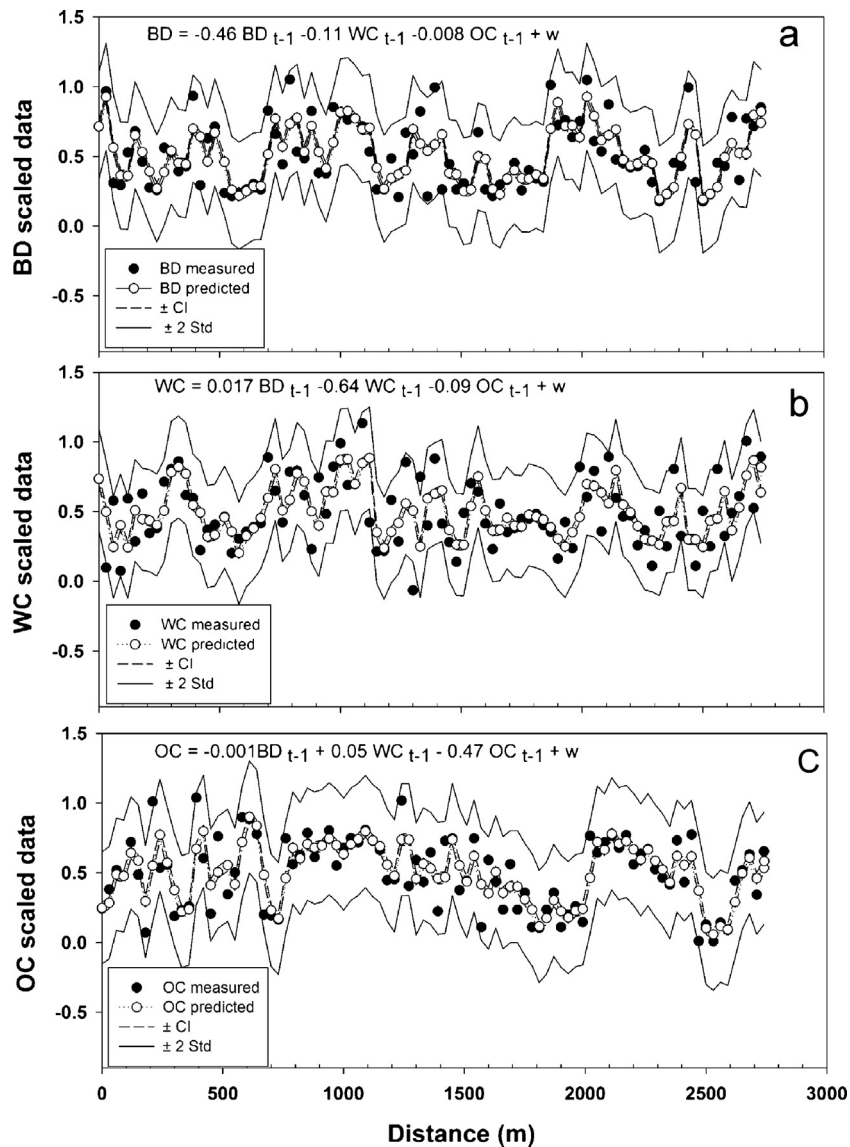 a
BD = -0.46 BD t-1 -0.11 WC t-1 -0.008 OC t-1 + w
1.5
1.0
0.5
0.0
-0.5
BD scaled data
BD measured
BD predicted
± CI
± 2 Std
b
WC = 0.017 BD t-1 -0.64 WC t-1 -0.09 OC t-1 + w
1.5
1.0
0.5
0.0
-0.5
WC scaled data
WC measured
WC predicted
± CI
± 2 Std
C
OC = -0.001BD t-1 + 0.05 WC t-1 - 0.47 OC t-1 + w
1.5
1.0
0.5
0.0
-0.5
OC scaled data
OC measured
OC predicted
± CI
± 2 Std
0 500 1000 1500 2000 2500 3000
Distance (m)